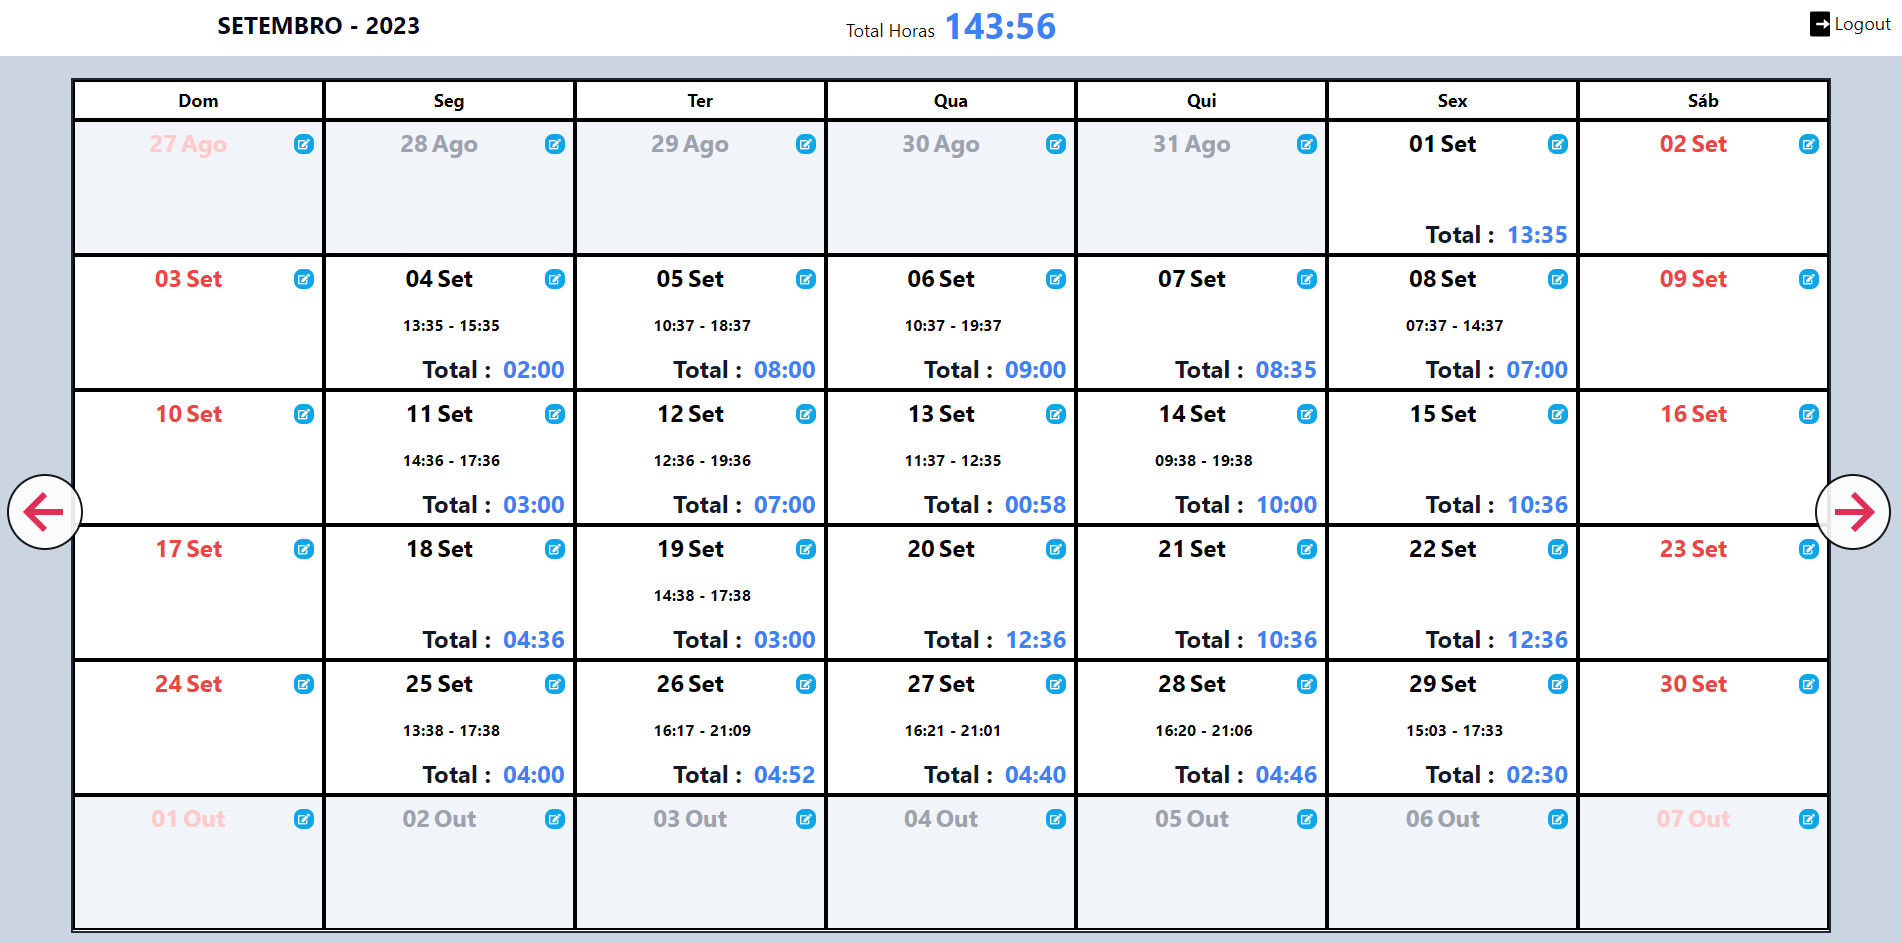 SETEMBRO - 2023 Total Horas 143:56 Logout
Dom Seg Ter Qua Qui Sex Sáb
27 Ago 28 Ago 29 Ago 30 Ago 31 Ago 01 Set 02 Set
Total : 13:35
03 Set 04 Set 05 Set 06 Set 07 Set 08 Set 09 Set
13:35 - 15:35 10:37 - 18:37 10:37 - 19:37 07:37 - 14:37
Total : 02:00 Total : 08:00 Total : 09:00 Total : 08:35 Total : 07:00
10 Set 11 Set 12 Set 13 Set 14 Set 15 Set 16 Set
14:36 - 17:36 12:36 - 19:36 11:37 - 12:35 09:38 - 19:38
Total : 03:00 Total : 07:00 Total : 00:58 Total : 10:00 Total : 10:36
17 Set 18 Set 19 Set 20 Set 21 Set 22 Set 23 Set
14:38 - 17:38
Total : 04:36 Total : 03:00 Total : 12:36 Total : 10:36 Total : 12:36
24 Set 25 Set 26 Set 27 Set 28 Set 29 Set 30 Set
13:38 - 17:38 16:17 - 21:09 16:21 - 21:01 16:20 - 21:06 15:03 - 17:33
Total : 04:00 Total : 04:52 Total : 04:40 Total : 04:46 Total : 02:30
01 Out 02 Out 03 Out 04 Out 05 Out 06 Out 07 Out